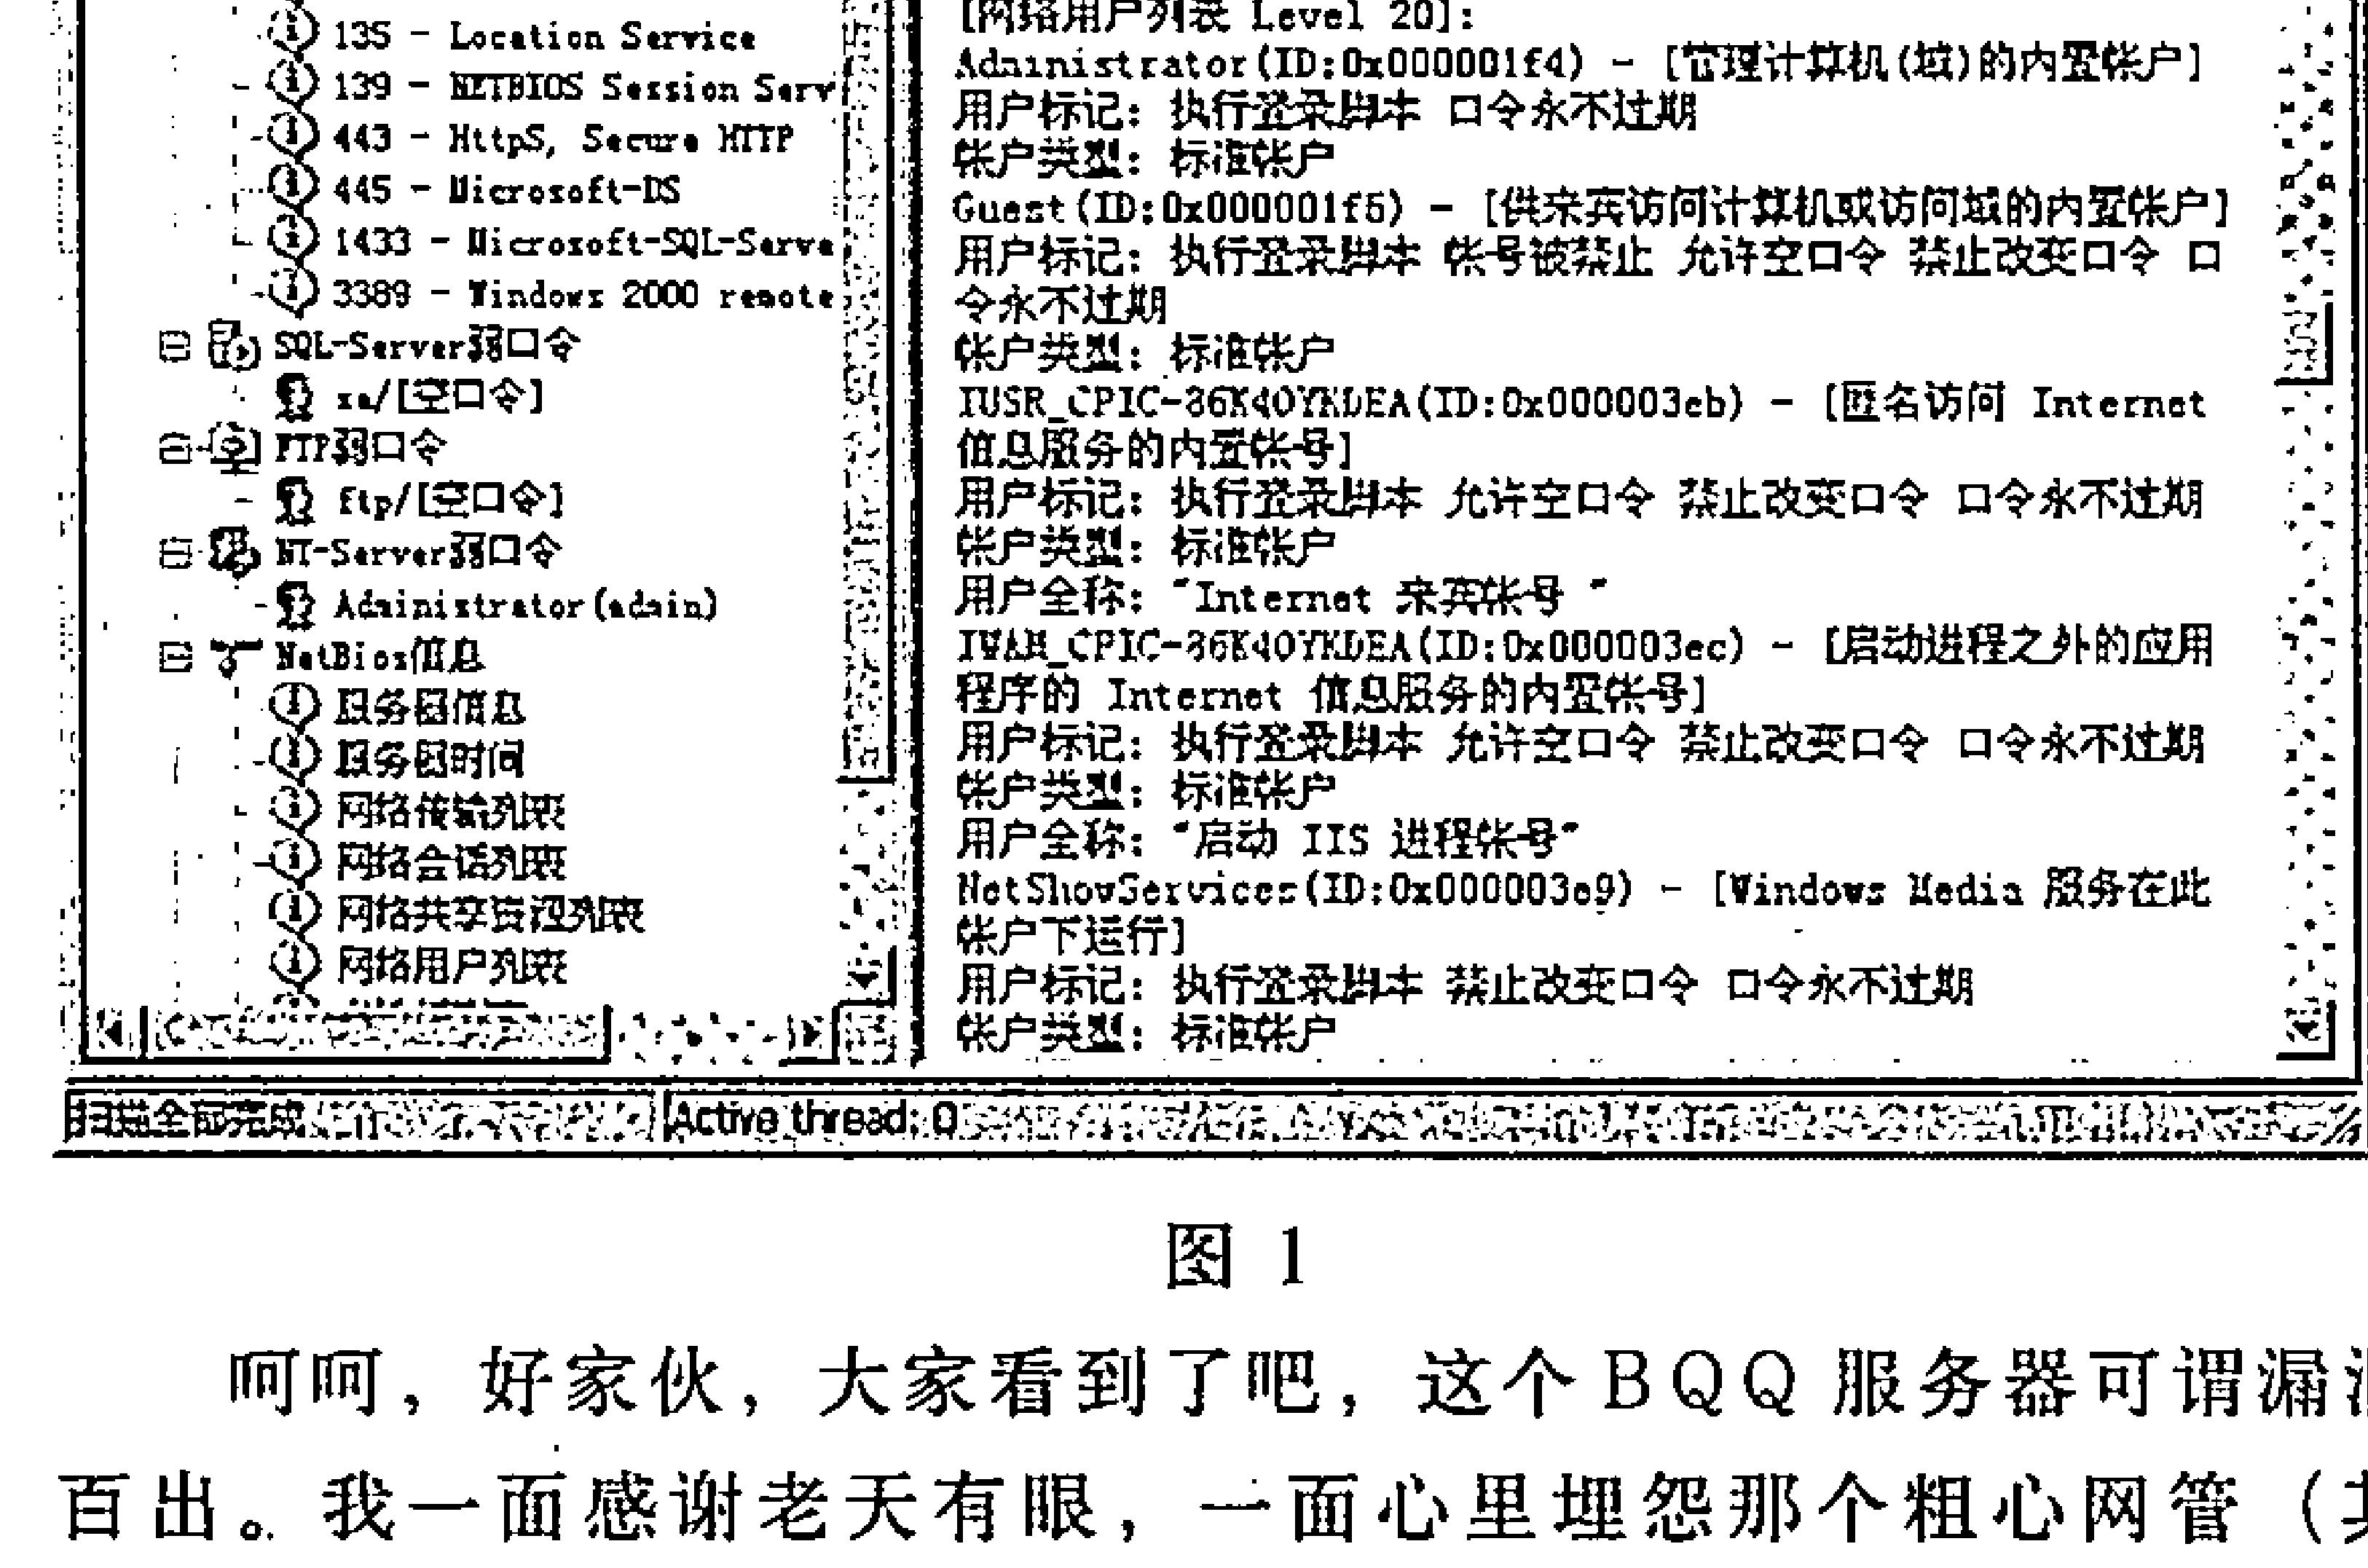 135 - Location Service
139 - NETBIOS Session Serv
443 - HttpS, Secure HTTP
445 - Microsoft-DS
1433 - Microsoft-SQL-Serve
3389 - Windows 2000 remote
SQL-Server弱口令
sa/[空口令]
FTP弱口令
ftp/[空口令]
NT-Server弱口令
Administrator(admin)
NetBios信息
服务器信息
服务器时间
网络传输列表
网络会话列表
网络共享资源列表
网络用户列表
[网络用户列表 Level 20]:
Administrator(ID:0x000001f4) - [管理计算机(域)的内置帐户]
用户标记: 执行登录脚本 口令永不过期
帐户类型: 标准帐户
Guest(ID:0x000001f5) - [供来宾访问计算机或访问域的内置帐户]
用户标记: 执行登录脚本 帐号被禁止 允许空口令 禁止改变口令 口
令永不过期
帐户类型: 标准帐户
IUSR_CPIC-86K4OYKDEA(ID:0x000003eb) - [匿名访问 Internet
信息服务的内置帐号]
用户标记: 执行登录脚本 允许空口令 禁止改变口令 口令永不过期
帐户类型: 标准帐户
用户全称: "Internet 来宾帐号 "
IWAM_CPIC-86K4OYKDEA(ID:0x000003ec) - [启动进程之外的应用
程序的 Internet 信息服务的内置帐号]
用户标记: 执行登录脚本 允许空口令 禁止改变口令 口令永不过期
帐户类型: 标准帐户
用户全称: "启动 IIS 进程帐号"
NetShowServices(ID:0x000003e9) - [Windows Media 服务在此
帐户下运行]
用户标记: 执行登录脚本 禁止改变口令 口令永不过期
帐户类型: 标准帐户
扫描全部完成
Active thread: 0
图 1
呵呵，好家伙，大家看到了吧，这个BQQ服务器可谓漏
百出。我一面感谢老天有眼，一面心里埋怨那个粗心网管（